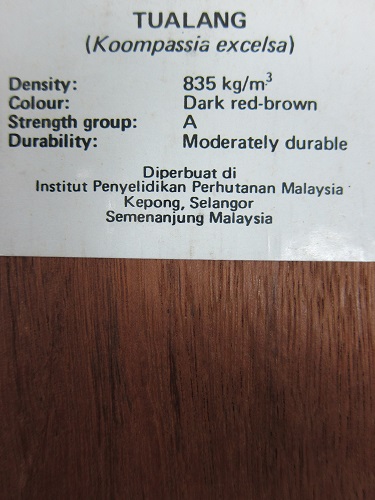 TUALANG
(Koompassia excelsa)
Density: 835 kg/m³
Colour: Dark red-brown
Strength group: A
Durability: Moderately durable
Diperbuat di
Institut Penyelidikan Perhutanan Malaysia
Kepong, Selangor
Semenanjung Malaysia